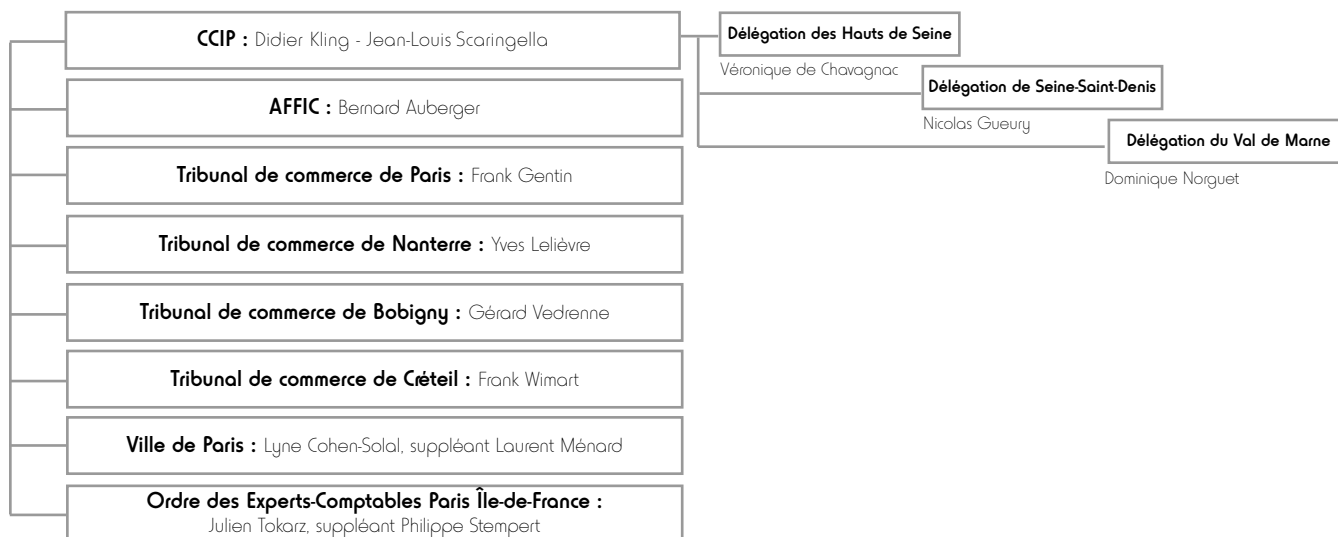 CCIP : Didier Kling - Jean-Louis Scaringella
Délégation des Hauts de Seine
Véronique de Chavagnac
Délégation de Seine-Saint-Denis
Nicolas Gueury
Délégation du Val de Marne
Dominique Norguet
AFFIC : Bernard Auberger
Tribunal de commerce de Paris : Frank Gentin
Tribunal de commerce de Nanterre : Yves Lelièvre
Tribunal de commerce de Bobigny : Gérard Vedrenne
Tribunal de commerce de Créteil : Frank Wimart
Ville de Paris : Lyne Cohen-Solal, suppléant Laurent Ménard
Ordre des Experts-Comptables Paris Île-de-France :
Julien Tokarz, suppléant Philippe Stempert